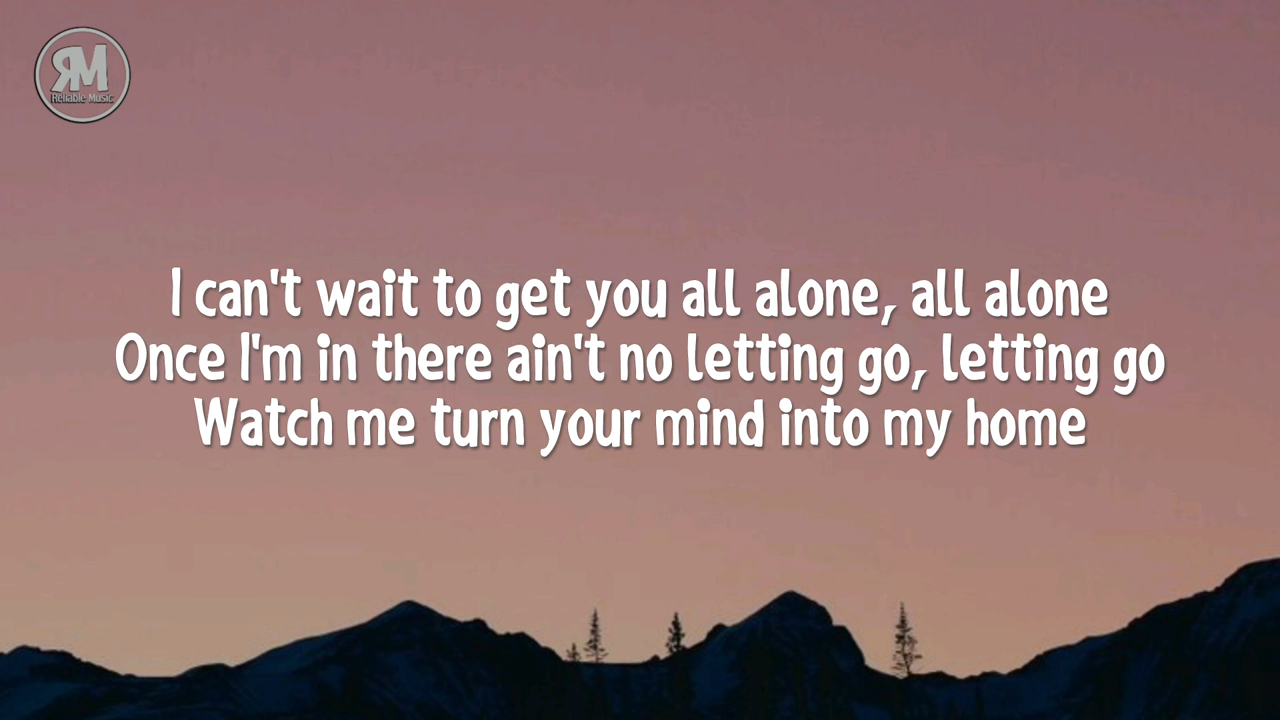 RM
Reliable Music
I can't wait to get you all alone, all alone
Once I'm in there ain't no letting go, letting go
Watch me turn your mind into my home